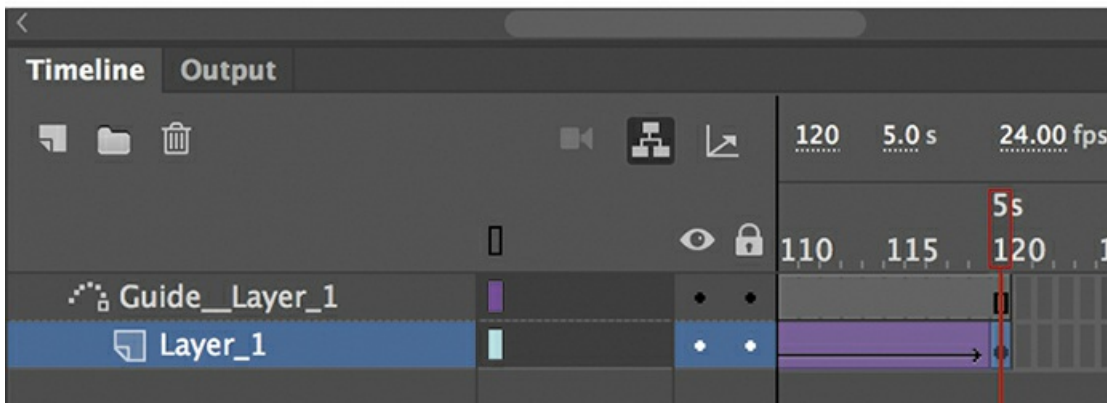 Timeline Output
120 5.0 s 24.00 fps
5s
110 115 120
Guide__Layer_1
Layer_1